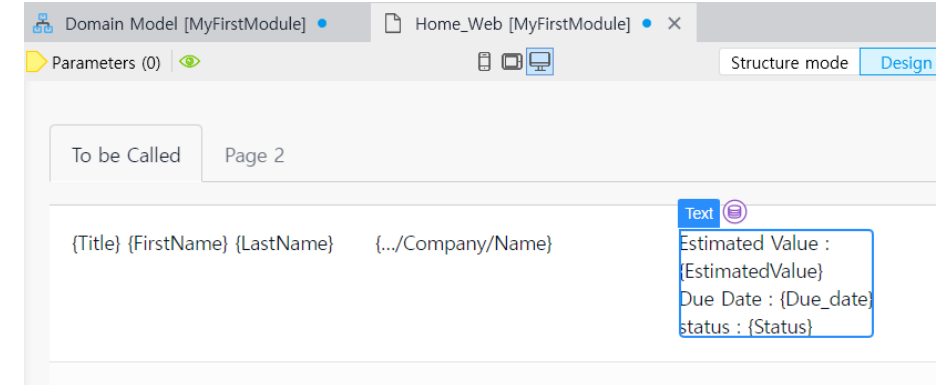 Domain Model [MyFirstModule]
Home_Web [MyFirstModule]
Parameters (0)
Structure mode
Design
To be Called
Page 2
Text
{Title} {FirstName} {LastName}
{.../Company/Name}
Estimated Value :
{EstimatedValue}
Due Date : {Due_date}
status : {Status}